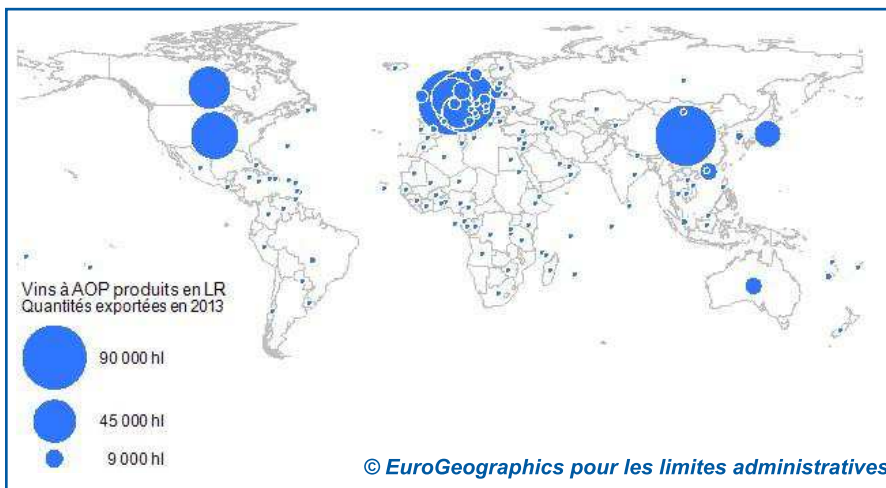 Vins à AOP produits en LR
Quantités exportées en 2013
90 000 hl
45 000 hl
9 000 hl
© EuroGeographics pour les limites administratives